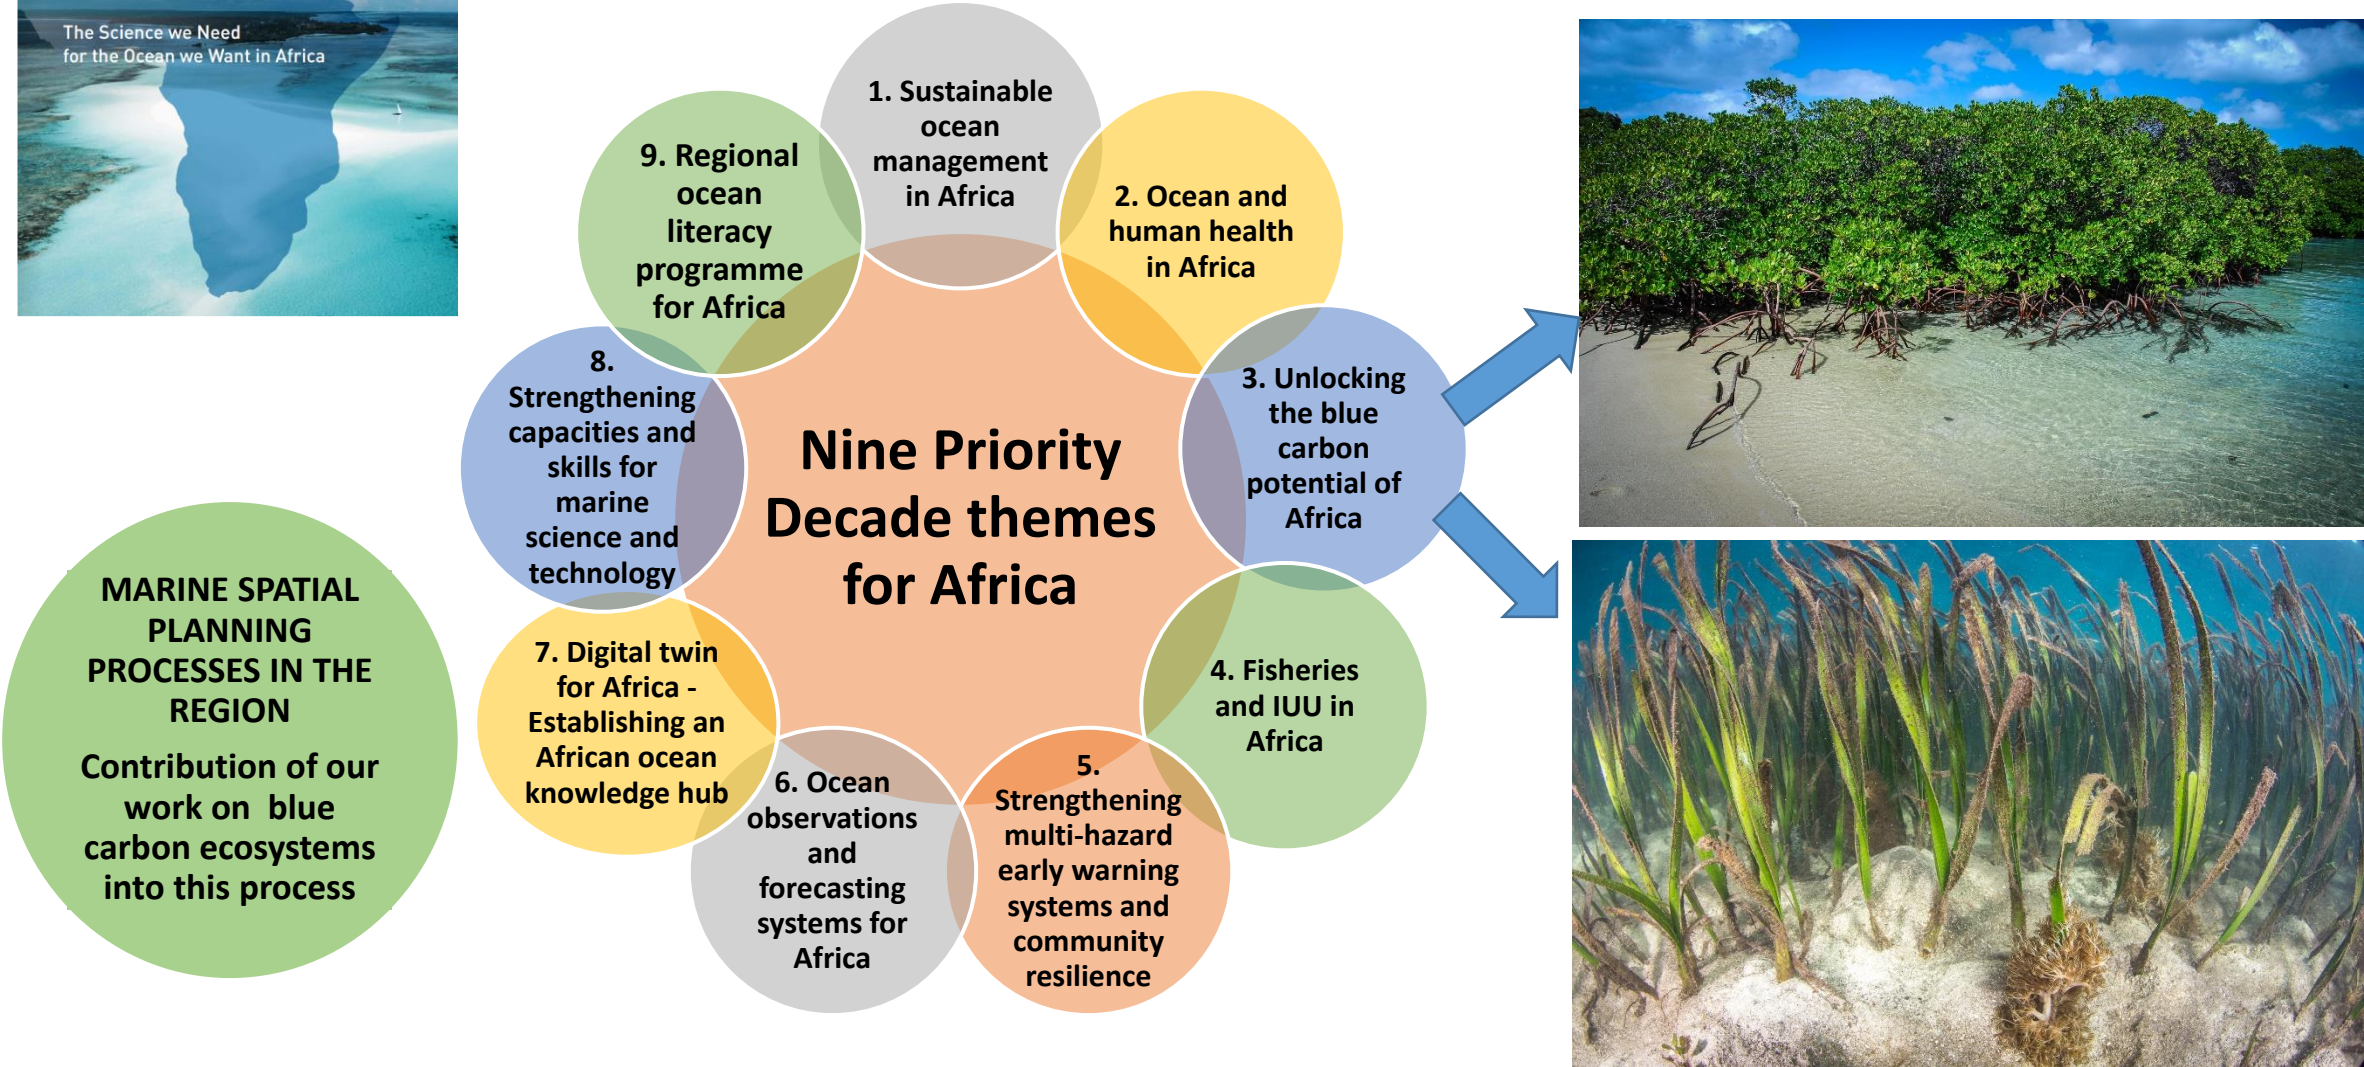 The Science we Need
for the Ocean we Want in Africa
1. Sustainable
ocean
management
in Africa
2. Ocean and
human health
in Africa
3. Unlocking
the blue
carbon
potential of
Africa
4. Fisheries
and IUU in
Africa
5.
Strengthening
multi-hazard
early warning
systems and
community
resilience
6. Ocean
observations
and
forecasting
systems for
Africa
7. Digital twin
for Africa -
Establishing an
African ocean
knowledge hub
8.
Strengthening
capacities and
skills for
marine
science and
technology
9. Regional
ocean
literacy
programme
for Africa
Nine Priority
Decade themes
for Africa
MARINE SPATIAL
PLANNING
PROCESSES IN THE
REGION
Contribution of our
work on  blue
carbon ecosystems
into this process